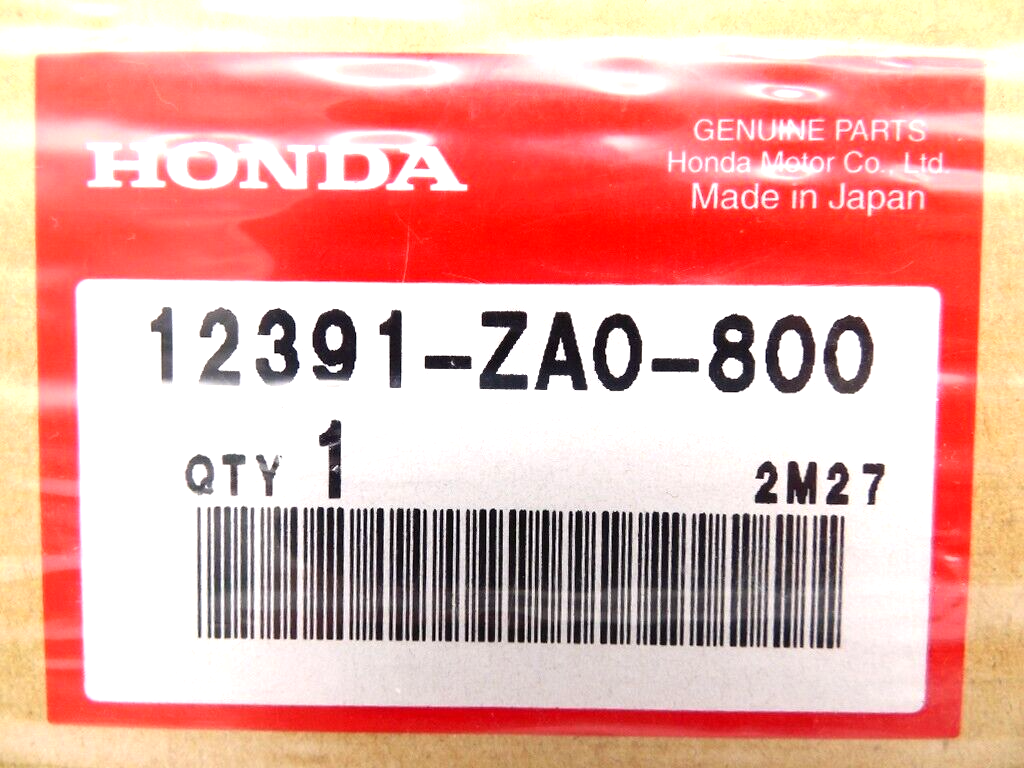 HONDA
GENUINE PARTS
Honda Motor Co., Ltd.
Made in Japan
12391-ZA0-800
QTY 1
2M27